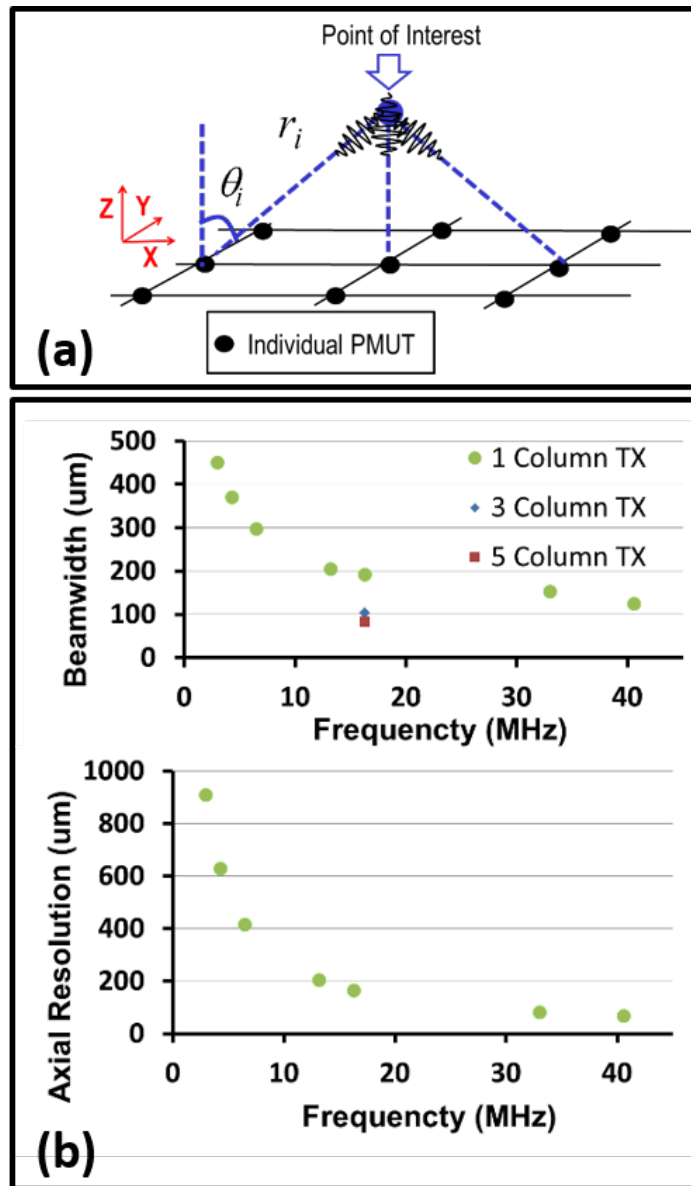 Point of Interest
r_i
θ_i
Z
Y
X
(a)
Individual PMUT
500
400
300
200
100
0
Beamwidth (um)
1 Column TX
3 Column TX
5 Column TX
0 10 20 30 40
Frequencty (MHz)
1000
800
600
400
200
0
Axial Resolution (um)
0 10 20 30 40
Frequencty (MHz)
(b)